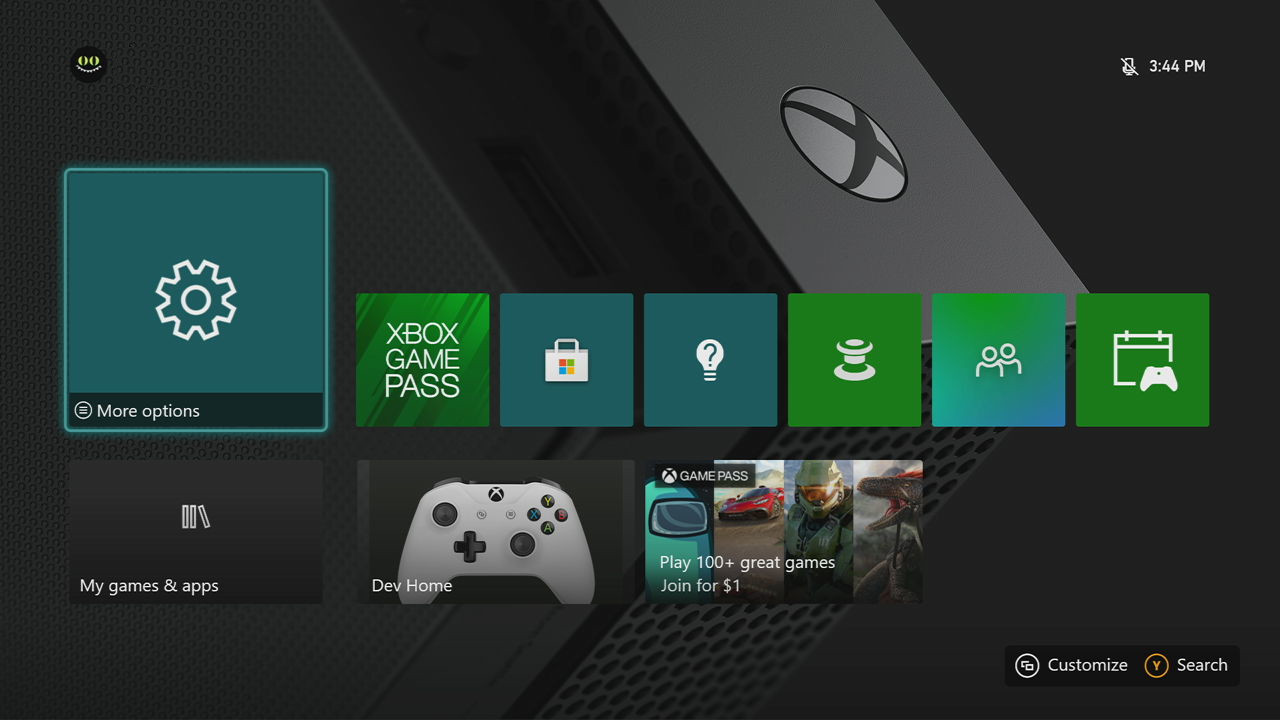 3:44 PM
More options
XBOX
GAME
PASS
My games & apps
Dev Home
Y
X
B
A
GAME PASS
Play 100+ great games
Join for $1
Customize
Y
Search